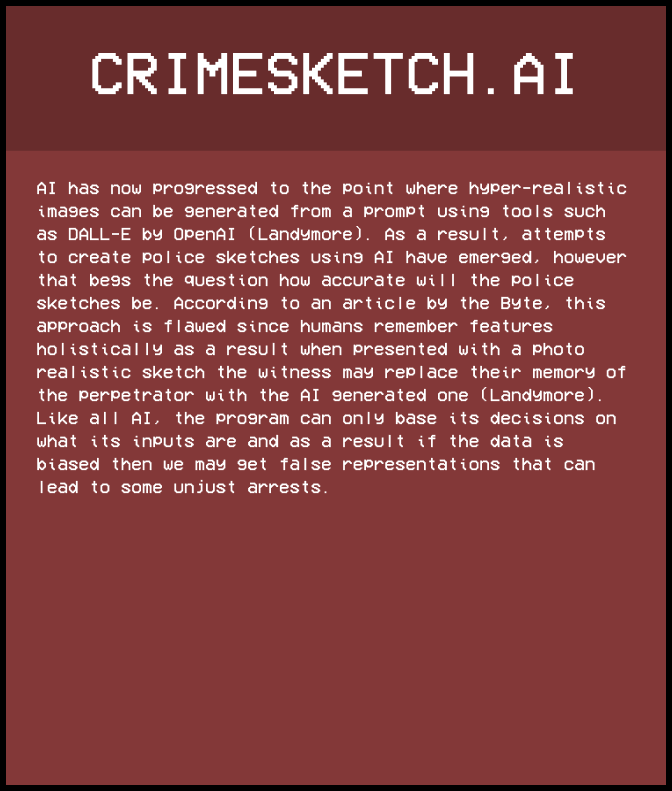 CRIMESKETCH.AI
AI has now progressed to the point where hyper-realistic
images can be generated from a prompt using tools such
as DALL-E by OpenAI (Landymore). As a result, attempts
to create police sketches using AI have emerged, however
that begs the question how accurate will the police
sketches be. According to an article by the Byte, this
approach is flawed since humans remember features
holistically as a result when presented with a photo
realistic sketch the witness may replace their memory of
the perpetrator with the AI generated one (Landymore).
Like all AI, the program can only base its decisions on
what its inputs are and as a result if the data is
biased then we may get false representations that can
lead to some unjust arrests.